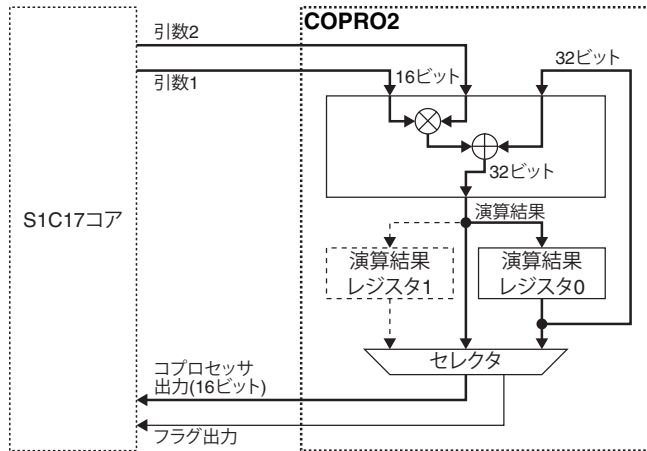 COPRO2
引数2
32ビット
引数1
16ビット
32ビット
S1C17コア
演算結果
演算結果
レジスタ1
演算結果
レジスタ0
セレクタ
コプロセッサ
出力(16ビット)
フラグ出力